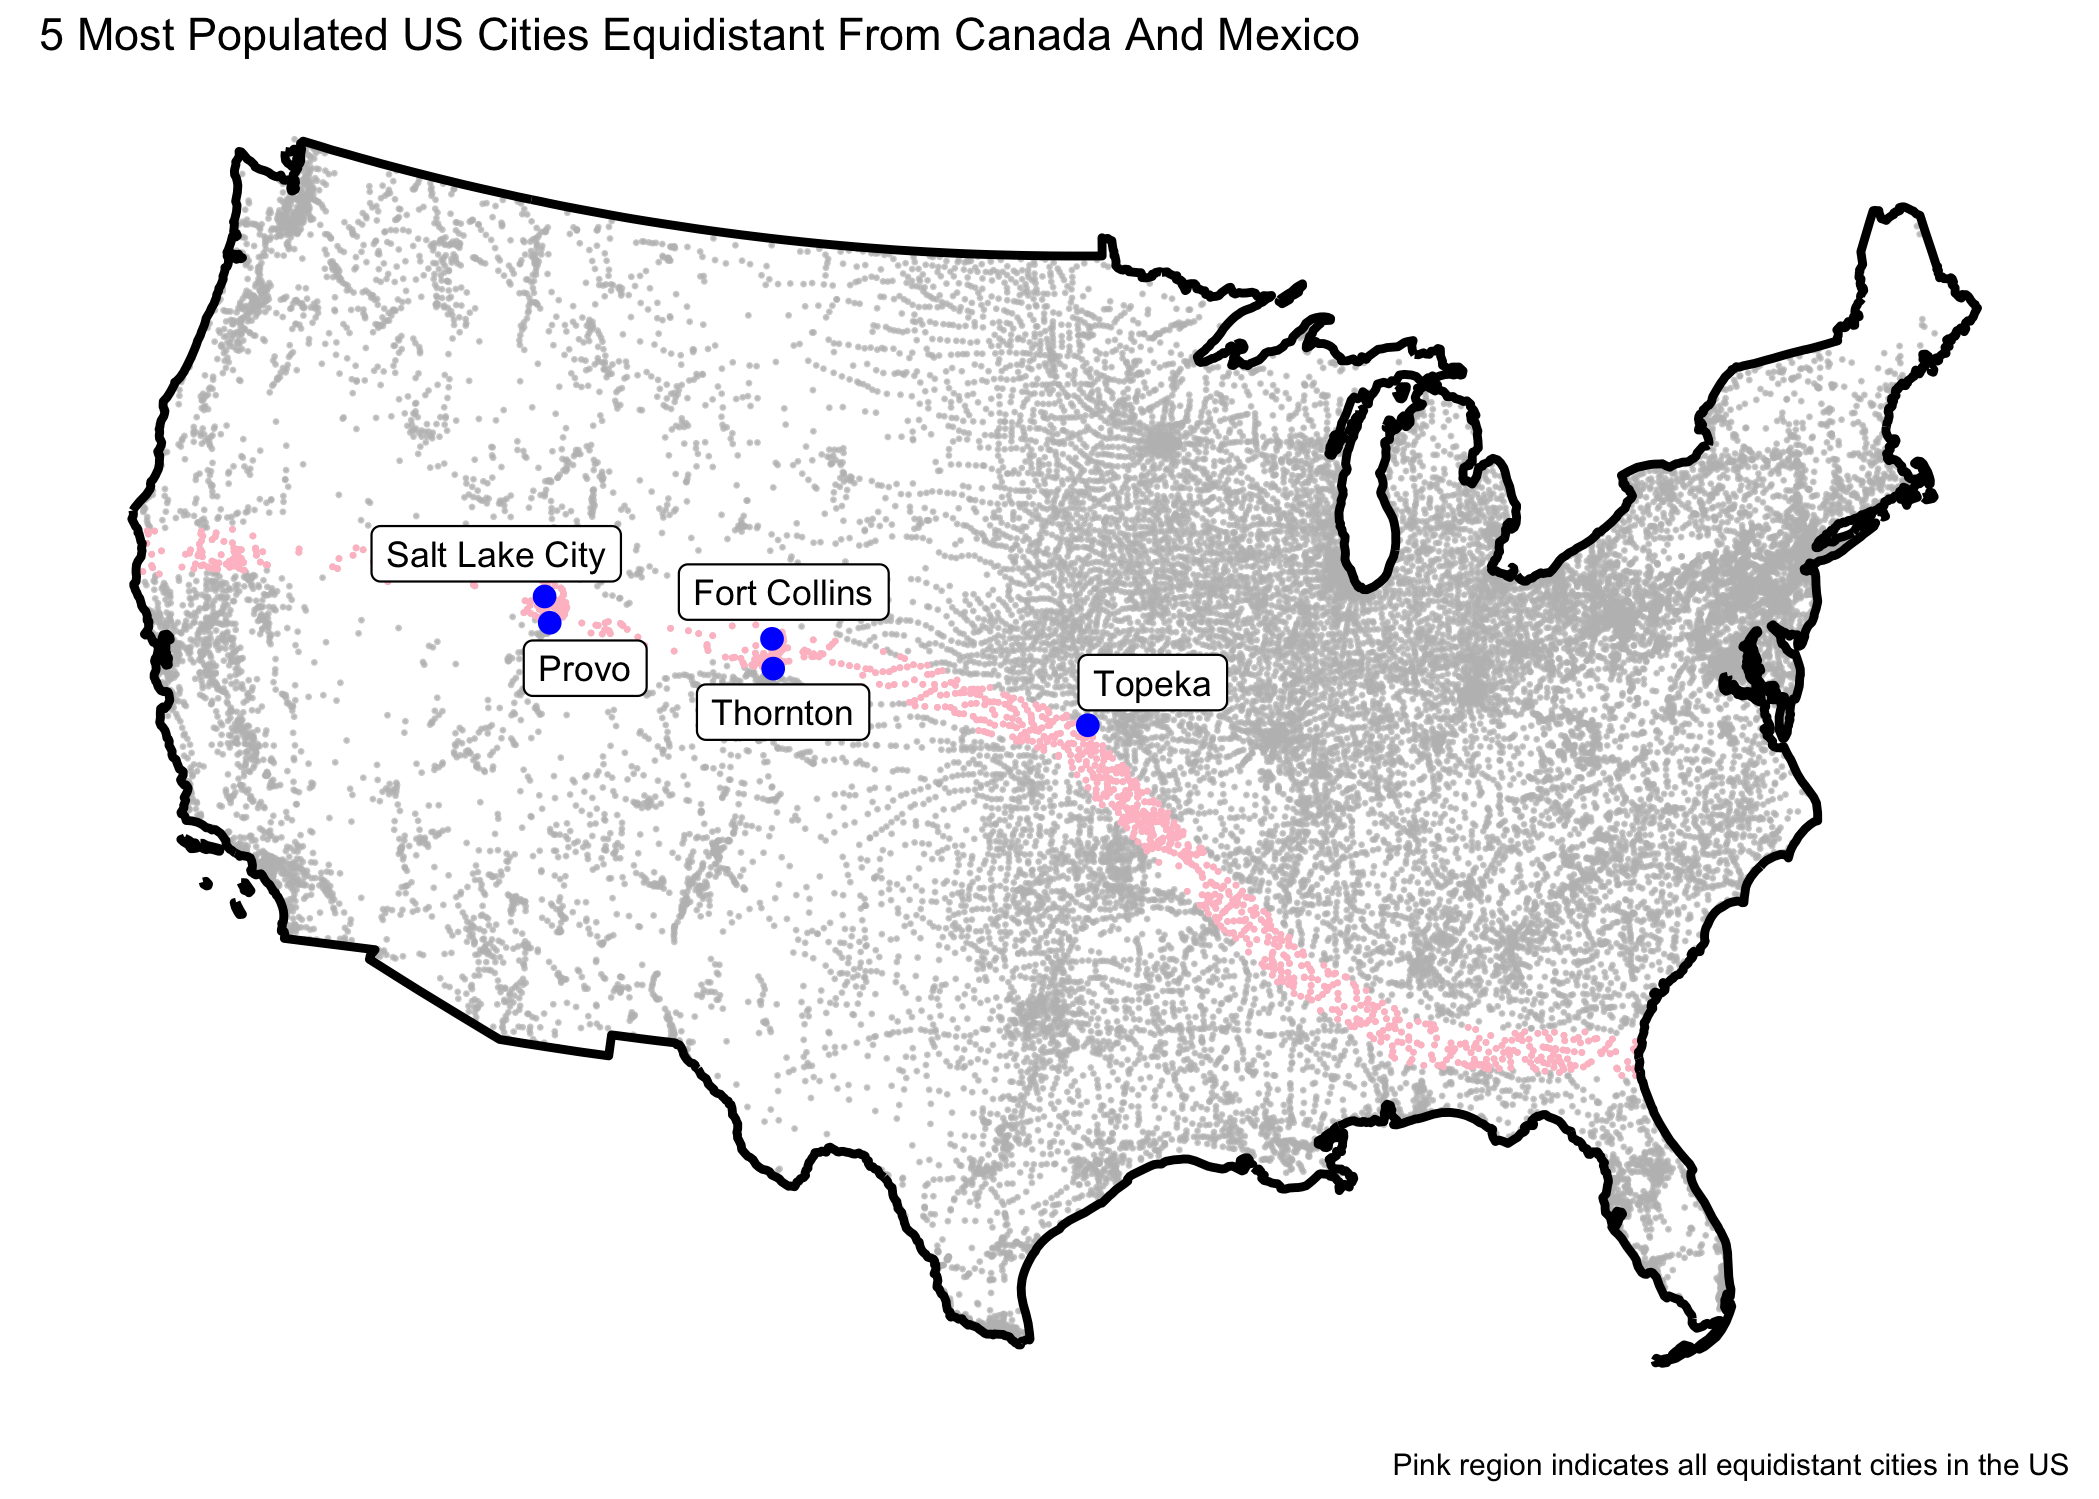 5 Most Populated US Cities Equidistant From Canada And Mexico
Salt Lake City
Fort Collins
Provo
Topeka
Thornton
Pink region indicates all equidistant cities in the US